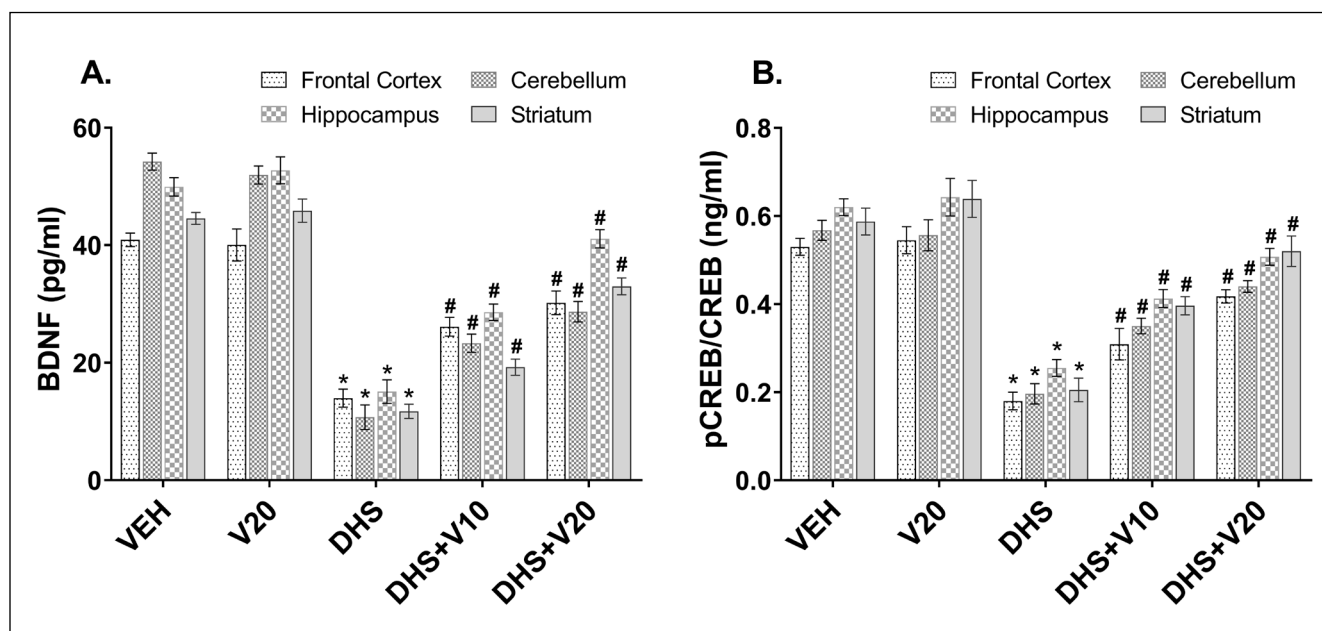 A.
Frontal Cortex
Cerebellum
Hippocampus
Striatum
60
40
20
0
BDNF (pg/ml)
#
#
#
#
#
#
#
#
*
*
*
*
VEH
V20
DHS
DHS+V10
DHS+V20
B.
Frontal Cortex
Cerebellum
Hippocampus
Striatum
0.8
0.6
0.4
0.2
0.0
pCREB/CREB (ng/ml)
#
#
#
#
#
#
#
#
*
*
*
*
VEH
V20
DHS
DHS+V10
DHS+V20